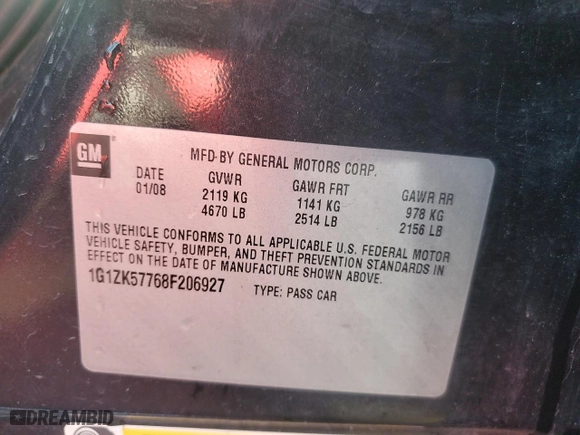 GM
MFD BY GENERAL MOTORS CORP.
DATE GVWR GAWR FRT GAWR RR
01/08 2119 KG 1141 KG 978 KG
4670 LB 2514 LB 2156 LB
THIS VEHICLE CONFORMS TO ALL APPLICABLE U.S. FEDERAL MOTOR
VEHICLE SAFETY, BUMPER, AND THEFT PREVENTION STANDARDS IN
EFFECT ON THE DATE OF MANUFACTURE SHOWN ABOVE.
1G1ZK57768F206927 TYPE: PASS CAR
DREAMBID